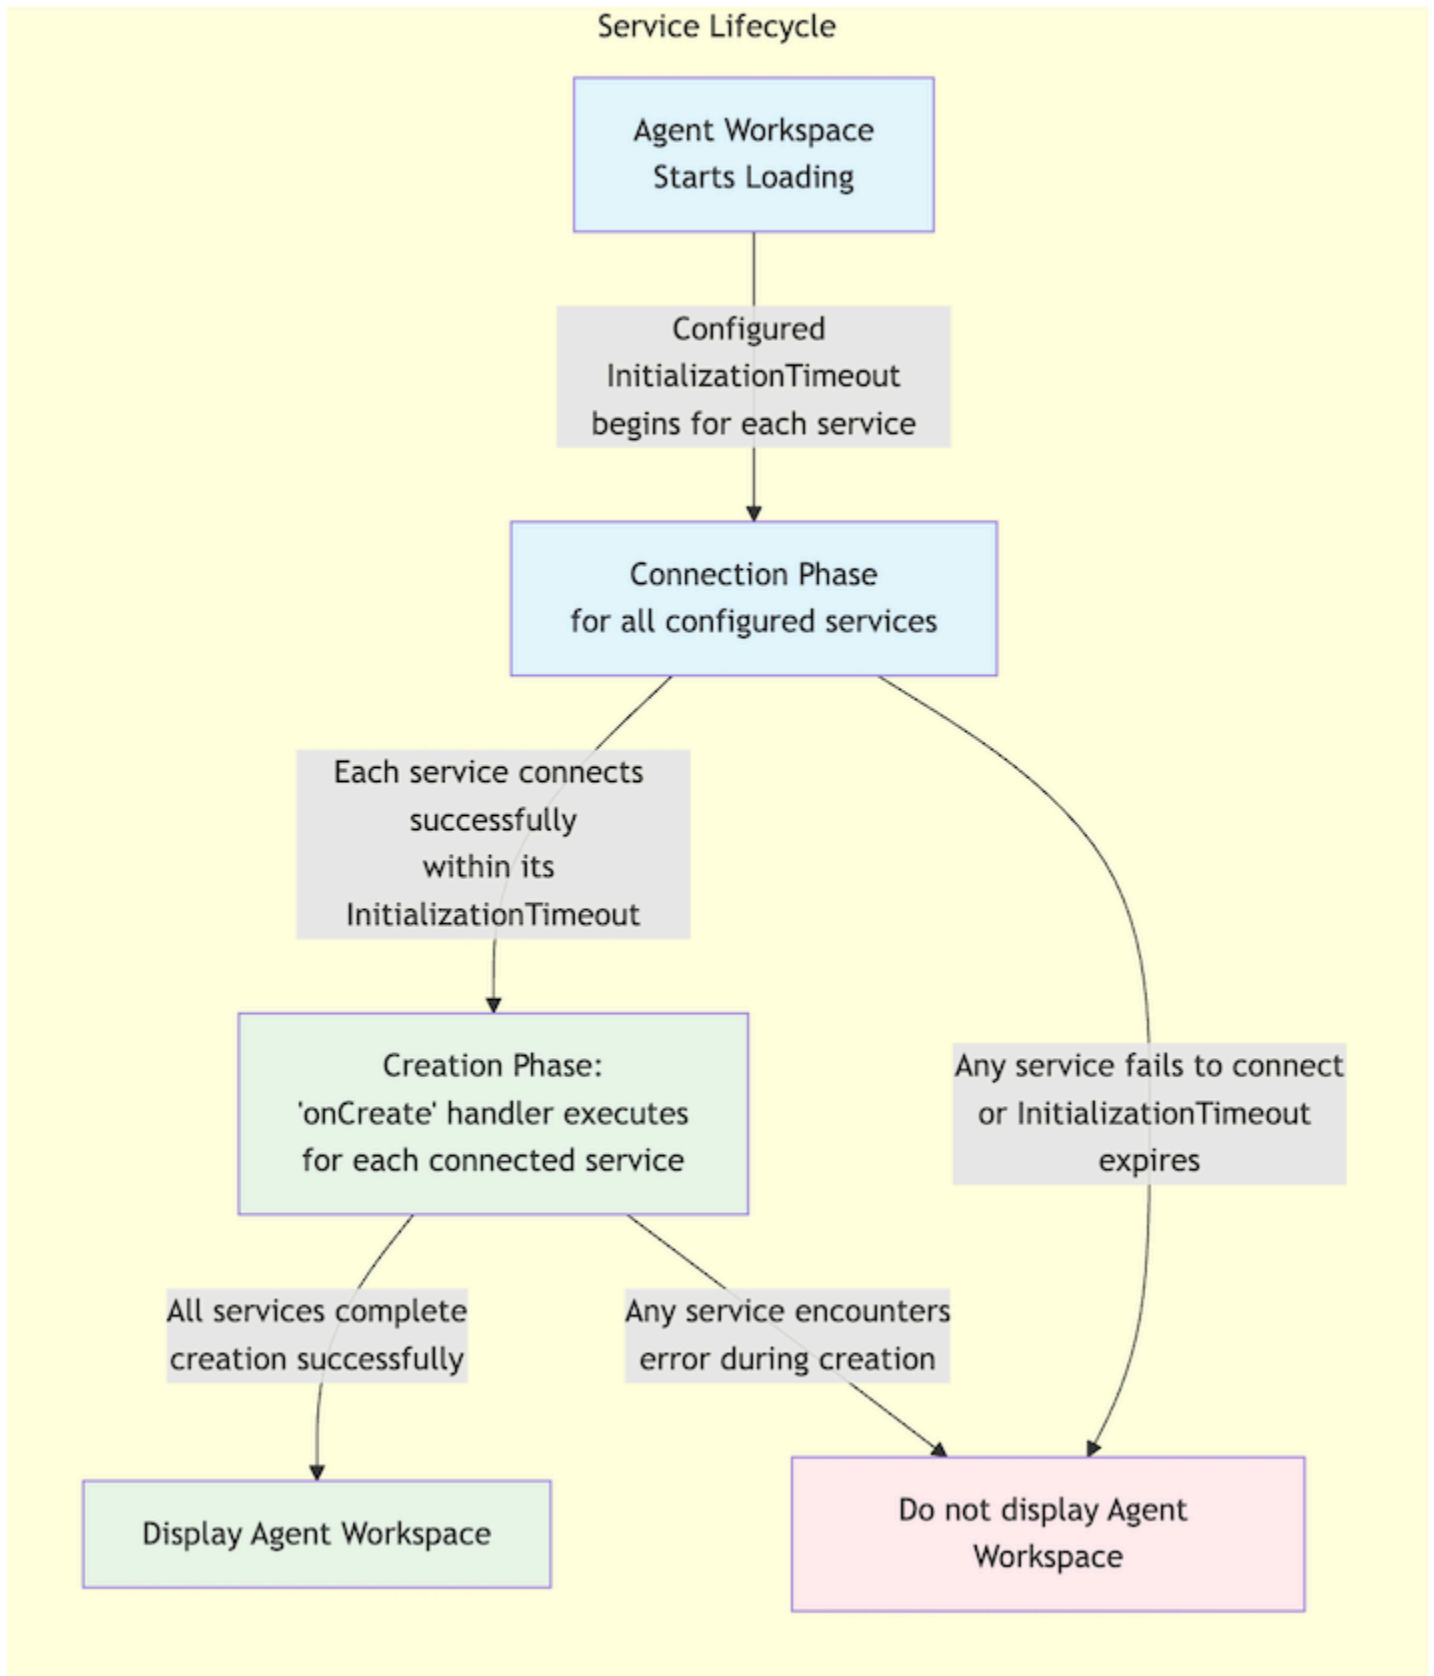 Service Lifecycle
Agent Workspace
Starts Loading
Configured
InitializationTimeout
begins for each service
Connection Phase
for all configured services
Each service connects
successfully
within its
InitializationTimeout
Creation Phase:
'onCreate' handler executes
for each connected service
Any service fails to connect
or InitializationTimeout
expires
All services complete
creation successfully
Any service encounters
error during creation
Display Agent Workspace
Do not display Agent
Workspace